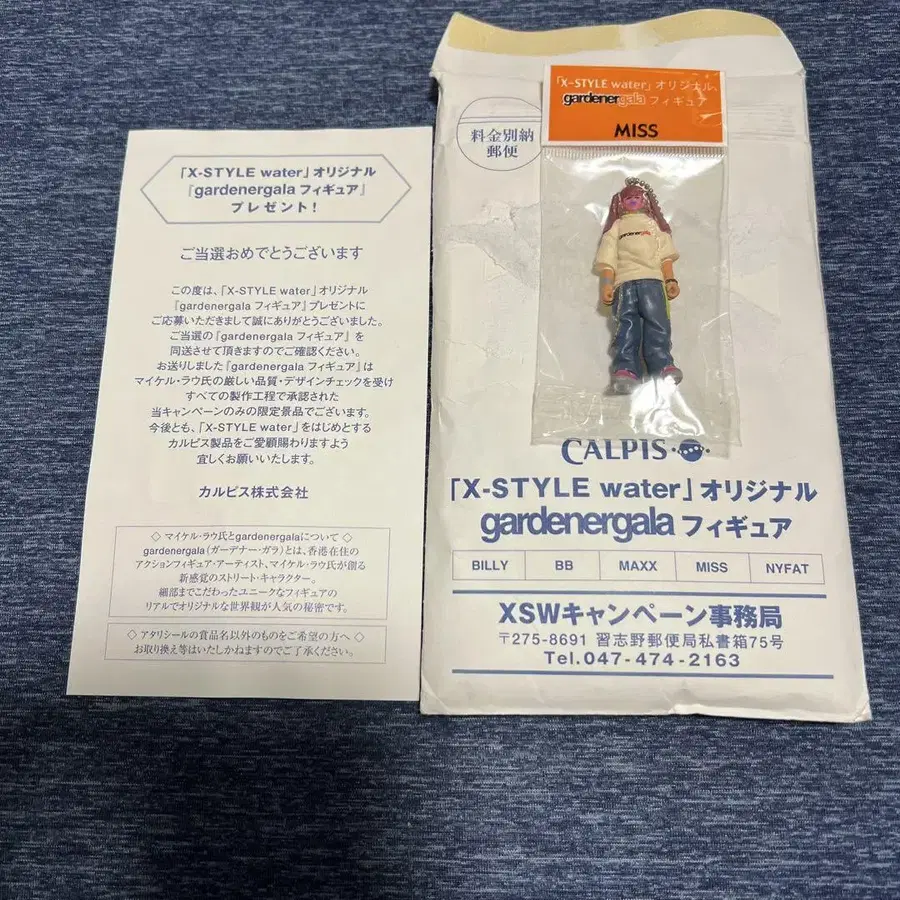 「X-STYLE water」オリジナル
『gardenergala フィギュア』
プレゼント！
ご当選おめでとうございます
この度は、「X-STYLE water」オリジナル
『gardenergala フィギュア』プレゼントに
ご応募いただきまして誠にありがとうございました。
ご当選の『gardenergala フィギュア』を
同送させて頂きますのでご確認ください。
お送りしました『gardenergala フィギュア』は
マイケル・ラウ氏の厳しい品質・デザインチェックを受け
すべての製作工程で承認された
当キャンペーンのみの限定景品でございます。
今後とも、「X-STYLE water」をはじめとする
カルピス製品をご愛顧賜わりますよう
宜しくお願いいたします。
カルピス株式会社
◇ マイケル・ラウ氏とgardenergalaについて ◇
gardenergala（ガーデナー・ガラ）とは、香港在住の
アクションフィギュア・アーティスト、マイケル・ラウ氏が創る
新感覚のストリート・キャラクター。
細部までこだわったユニークなフィギュアの
リアルでオリジナルな世界観が人気の秘密です。
◇ アタリシールの賞品名以外のものをご希望の方へ ◇
お取り換え等はいたしかねますのでご了承ください。
料金別納
郵便
「X-STYLE water」オリジナル
gardenergala フィギュア
MISS
gardenergala
CALPIS
「X-STYLE water」オリジナル
gardenergala フィギュア
BILLY BB MAXX MISS NYFAT
XSWキャンペーン事務局
〒275-8691 習志野郵便局私書箱75号
Tel.047-474-2163